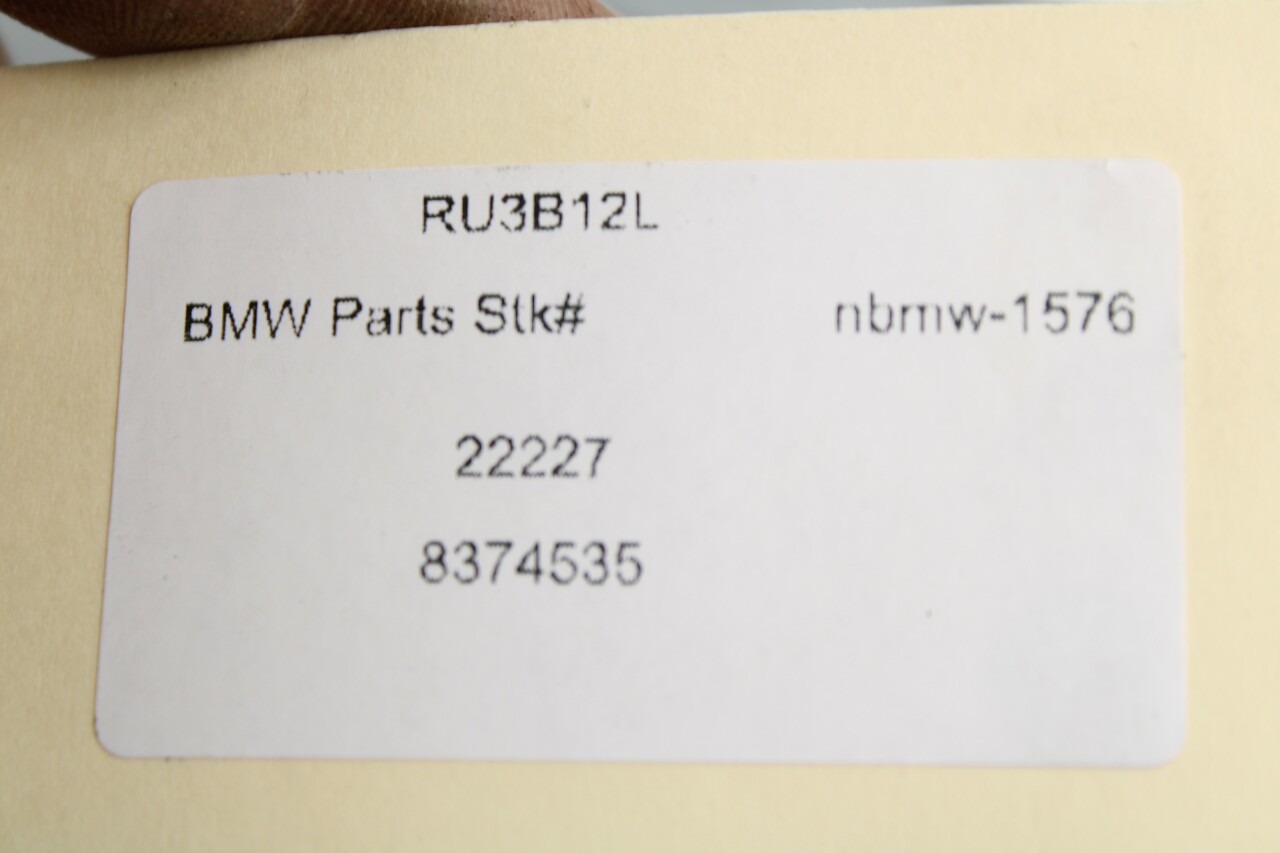 RU3B12L
BMW Parts Stk# nbmw-1576
22227
8374535